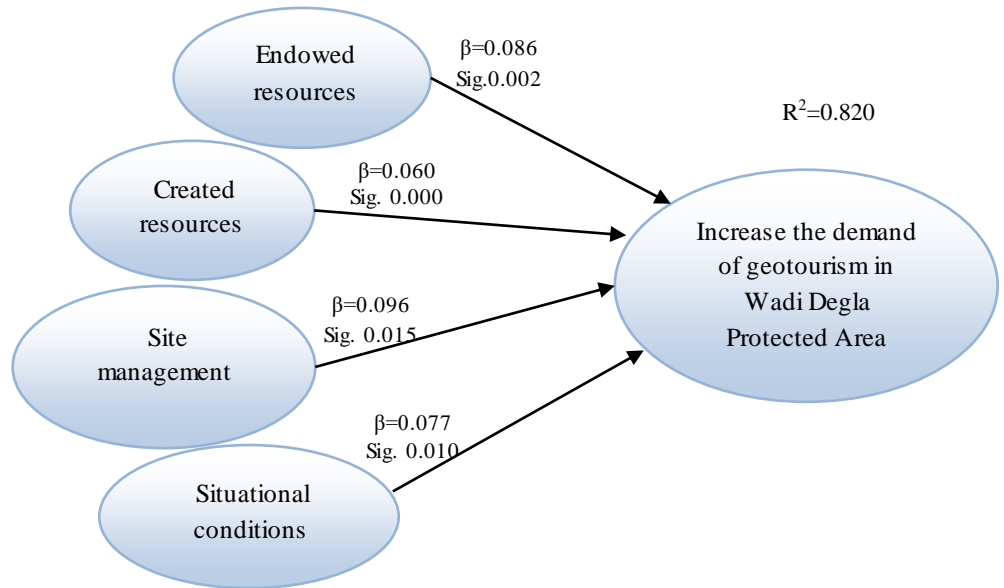 Endowed
resources
β=0.086
Sig.0.002
R²=0.820
Created
resources
β=0.060
Sig. 0.000
Increase the demand
of geotourism in
Wadi Degla
Protected Area
Site
management
β=0.096
Sig. 0.015
Situational
conditions
β=0.077
Sig. 0.010